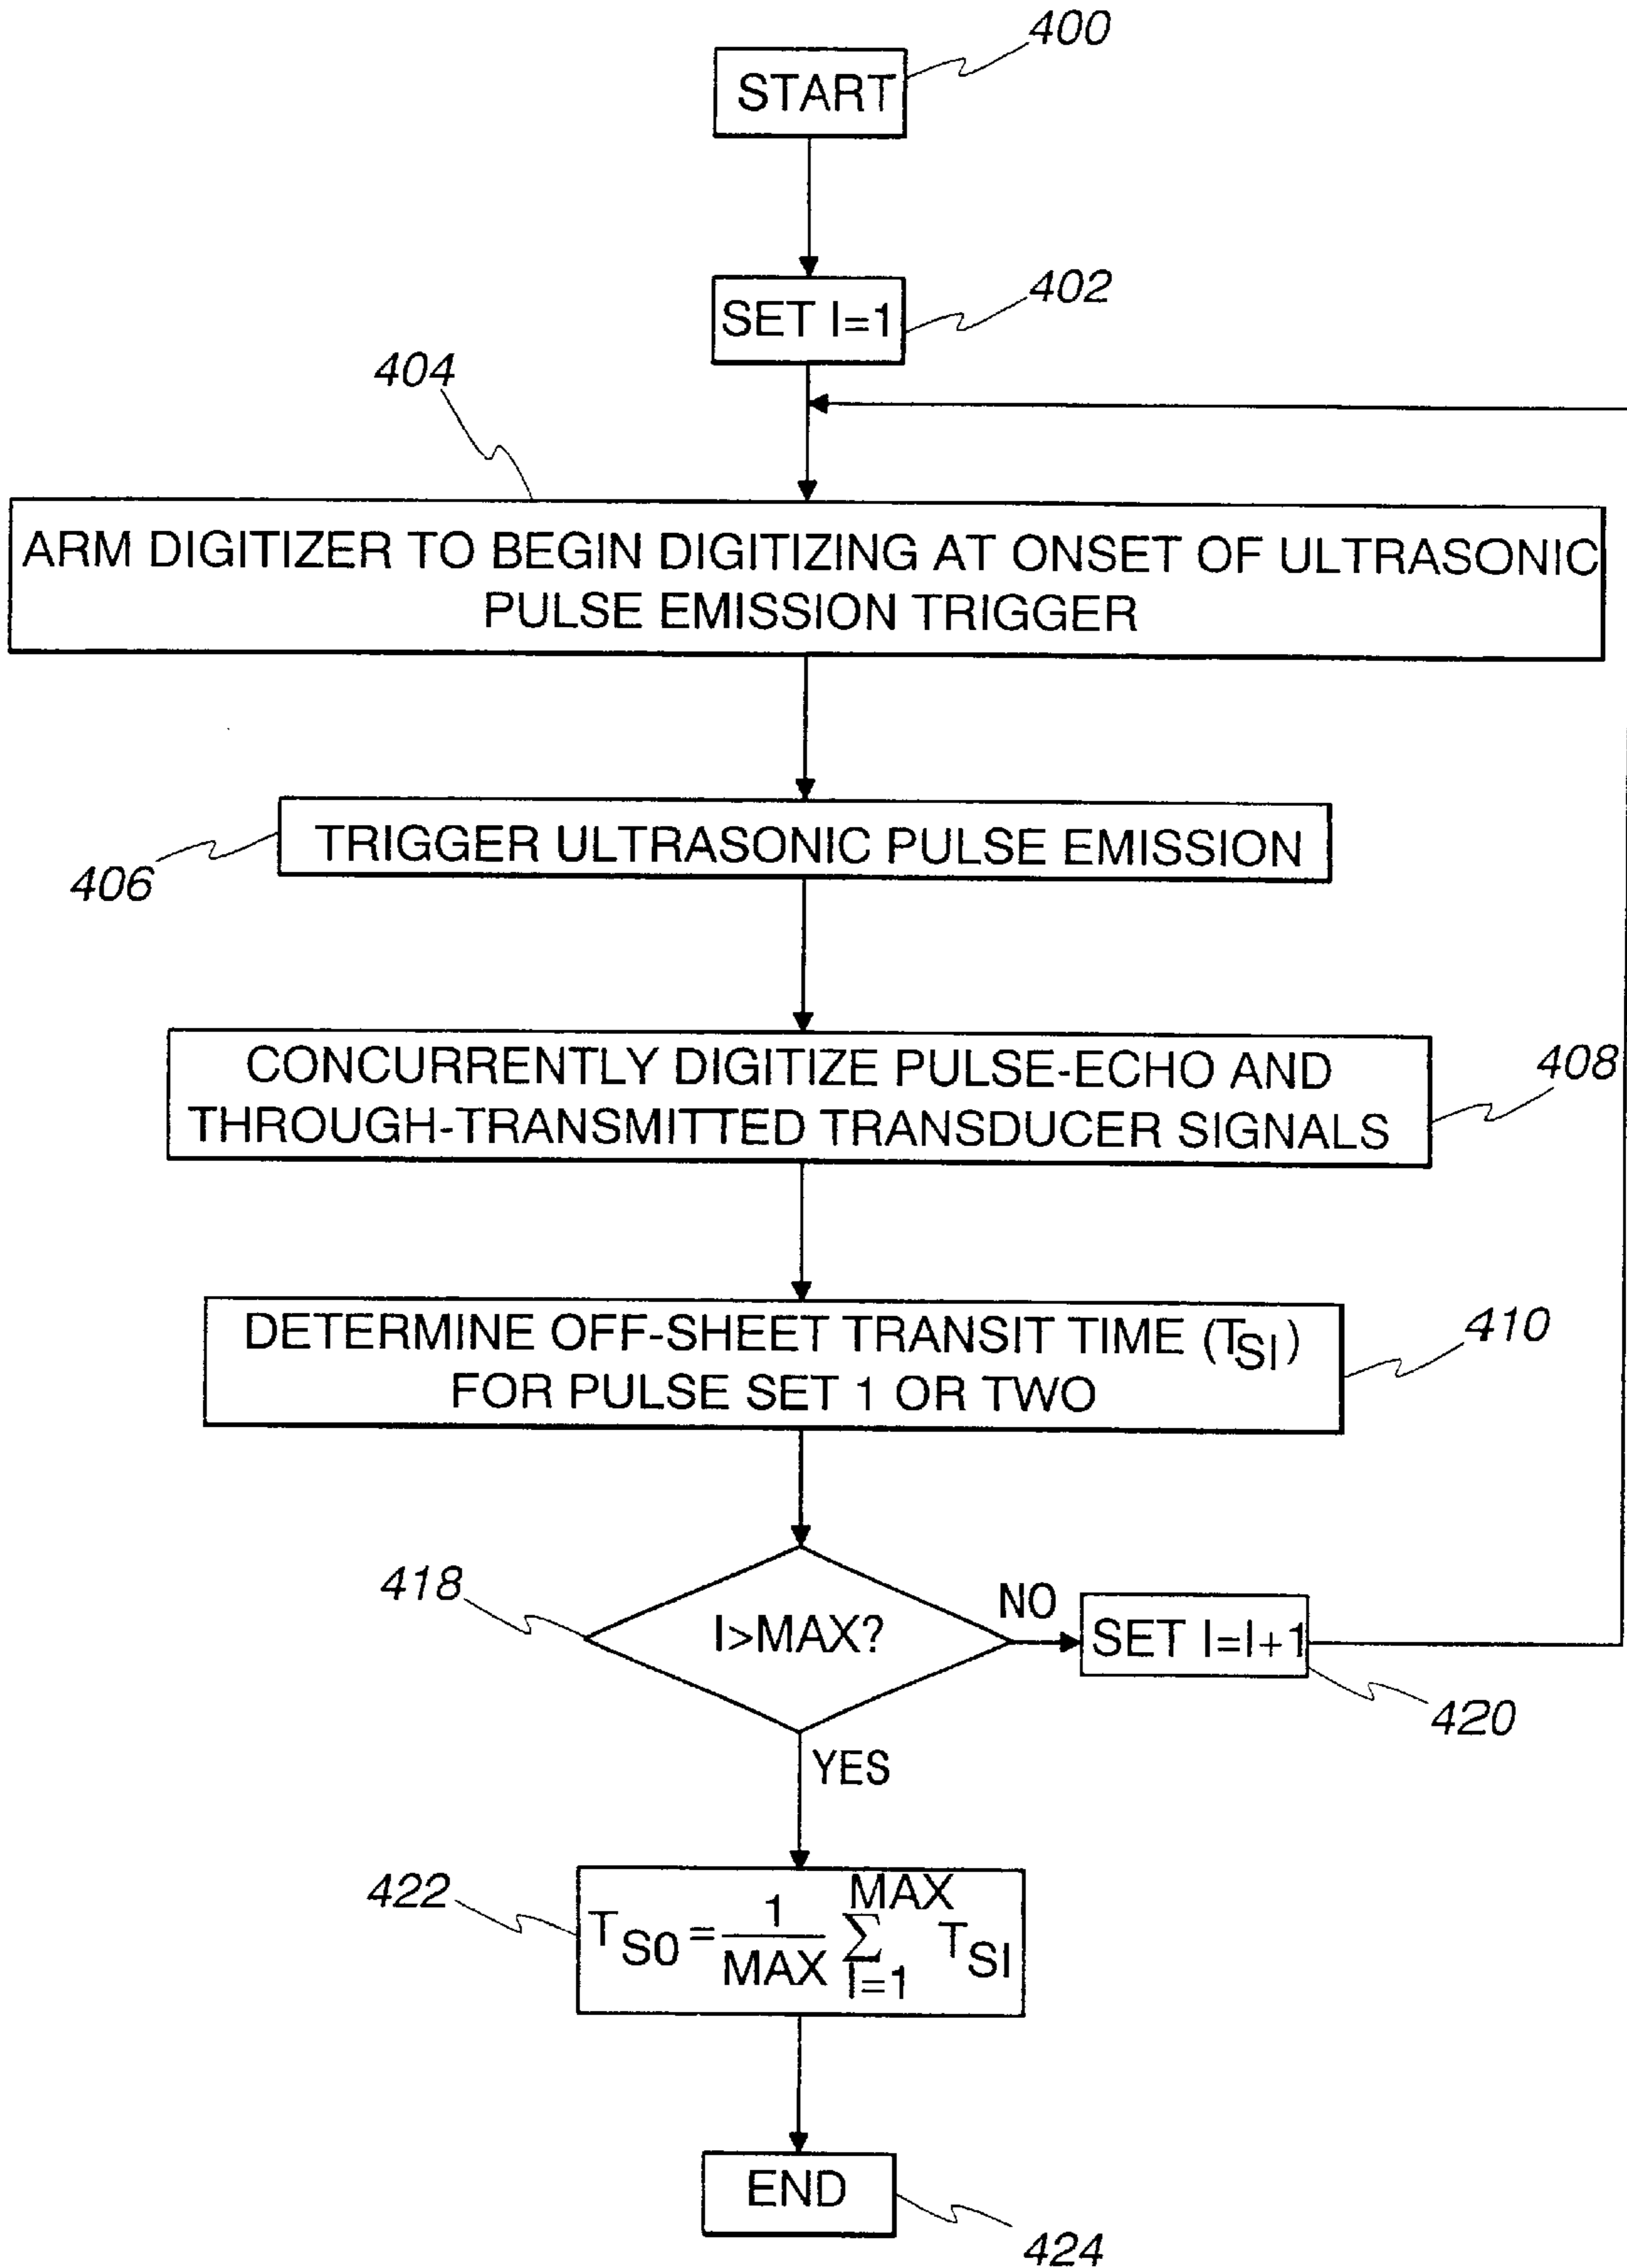 400
START
402
SET I=1
404
ARM DIGITIZER TO BEGIN DIGITIZING AT ONSET OF ULTRASONIC
PULSE EMISSION TRIGGER
TRIGGER ULTRASONIC PULSE EMISSION
406
CONCURRENTLY DIGITIZE PULSE-ECHO AND
THROUGH-TRANSMITTED TRANSDUCER SIGNALS
408
DETERMINE OFF-SHEET TRANSIT TIME (T_SI)
FOR PULSE SET 1 OR TWO
410
418
I>MAX?
NO
SET I=I+1
420
YES
422
T_S0 = 1/MAX ∑_{I=1}^{MAX} T_SI
END
424